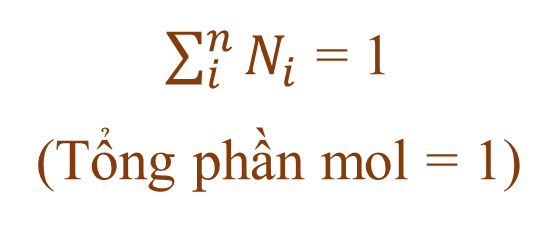 ∑ᵢⁿ Nᵢ = 1
(Tổng phần mol = 1)